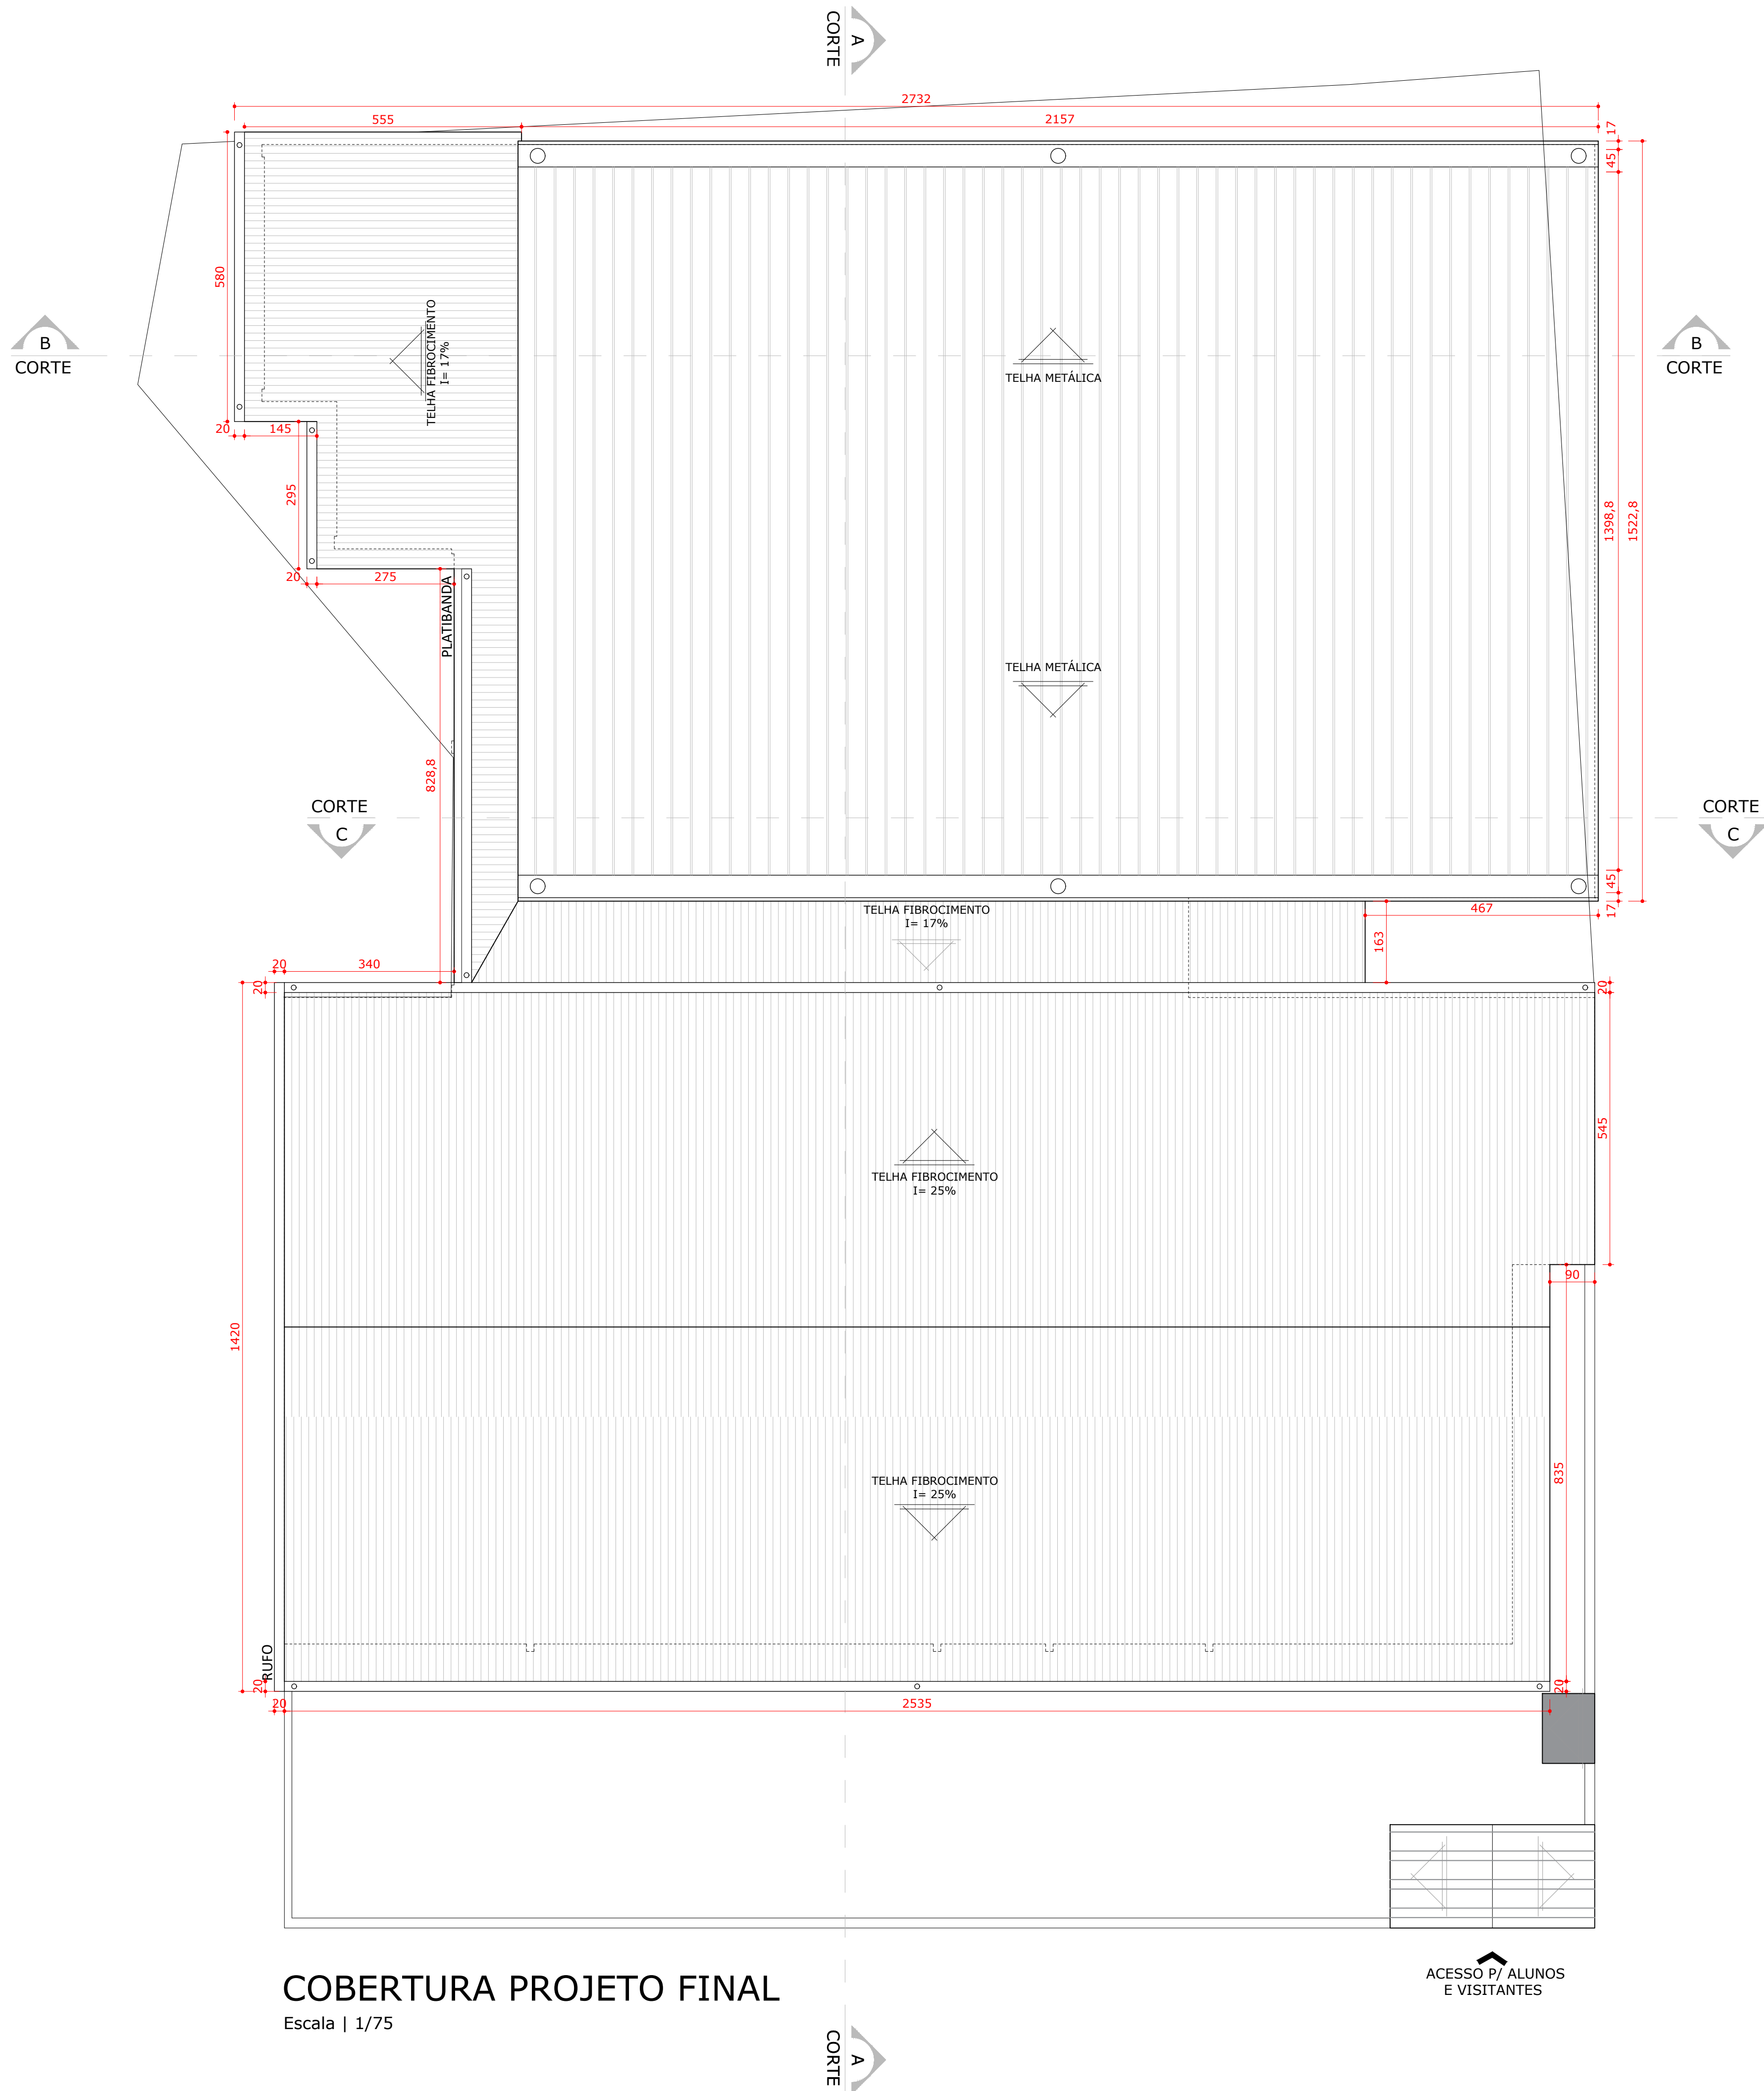 CORTE
A
2732
555
2157
17
45
580
TELHA FIBROCIMENTO
I= 17%
B
CORTE
TELHA METÁLICA
B
CORTE
20
145
295
1398,8
1522,8
20
275
PLATIBANDA
TELHA METÁLICA
828,8
CORTE
C
CORTE
C
45
17
TELHA FIBROCIMENTO
I= 17%
467
163
20
340
20
20
545
TELHA FIBROCIMENTO
I= 25%
90
1420
835
TELHA FIBROCIMENTO
I= 25%
RUFO
20
20
20
2535
ACESSO P/ ALUNOS
E VISITANTES
COBERTURA PROJETO FINAL
Escala | 1/75
CORTE
A